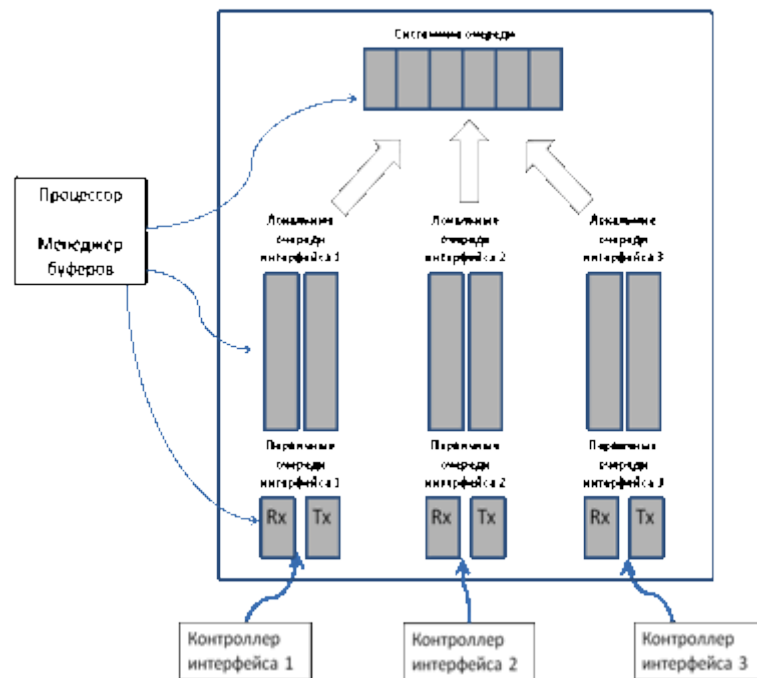 Системные очереди
Процессор
Менеджер
буферов
Локальные
очереди
интерфейса 1
Локальные
очереди
интерфейса 2
Локальные
очереди
интерфейса 3
Первичные
очереди
интерфейса 1
Первичные
очереди
интерфейса 2
Первичные
очереди
интерфейса 3
Rx
Tx
Rx
Tx
Rx
Tx
Контроллер
интерфейса 1
Контроллер
интерфейса 2
Контроллер
интерфейса 3